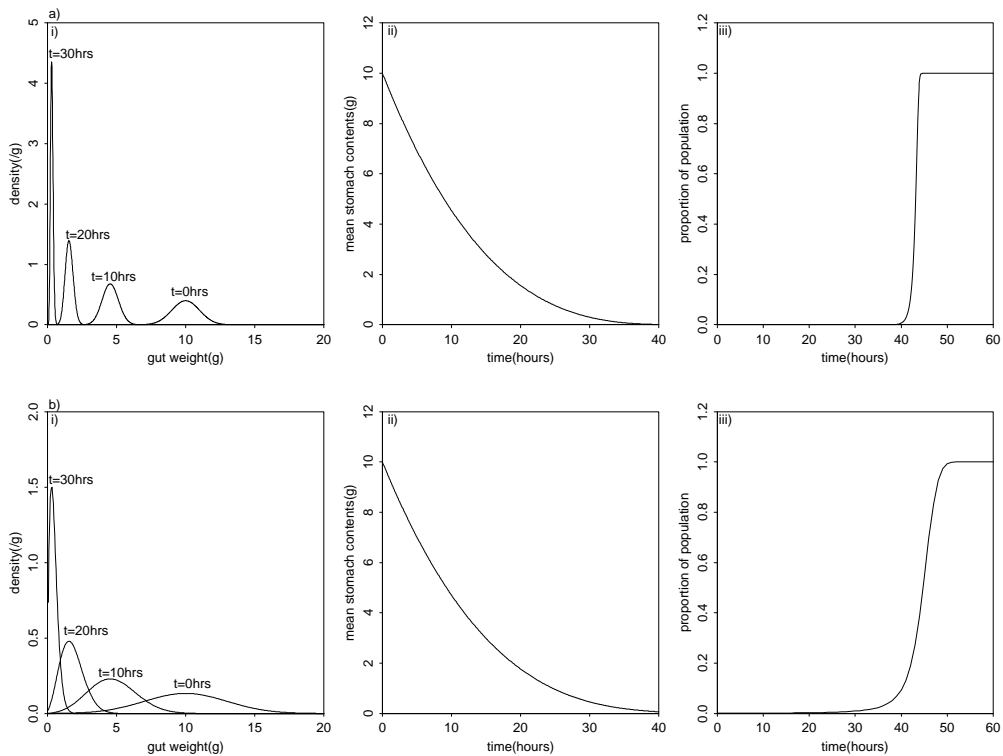 a)
i)
t=30hrs
t=20hrs
t=10hrs
t=0hrs
density(/g)
0 1 2 3 4 5
0 5 10 15 20
gut weight(g)
ii)
mean stomach contents(g)
0 2 4 6 8 10 12
0 10 20 30 40
time(hours)
iii)
proportion of population
0.0 0.2 0.4 0.6 0.8 1.0 1.2
0 10 20 30 40 50 60
time(hours)
b)
i)
t=30hrs
t=20hrs
t=10hrs
t=0hrs
density(/g)
0.0 0.5 1.0 1.5 2.0
0 5 10 15 20
gut weight(g)
ii)
mean stomach contents(g)
0 2 4 6 8 10 12
0 10 20 30 40
time(hours)
iii)
proportion of population
0.0 0.2 0.4 0.6 0.8 1.0 1.2
0 10 20 30 40 50 60
time(hours)